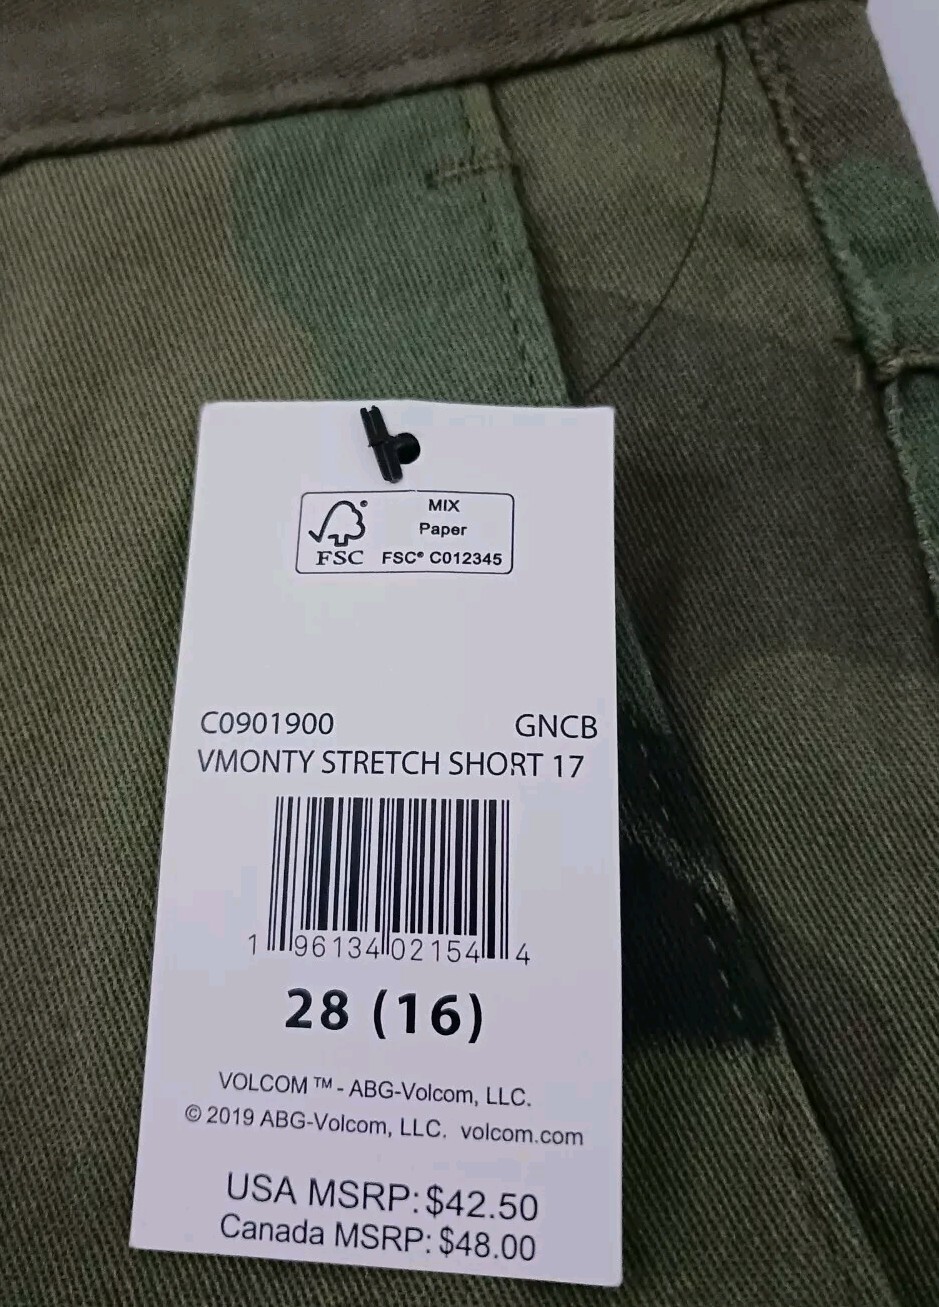 MIX
Paper
FSC FSC® C012345
C0901900 GNCB
VMONTY STRETCH SHORT 17
1 96134 02154 4
28 (16)
VOLCOM ™ - ABG-Volcom, LLC.
© 2019 ABG-Volcom, LLC. volcom.com
USA MSRP: $42.50
Canada MSRP: $48.00